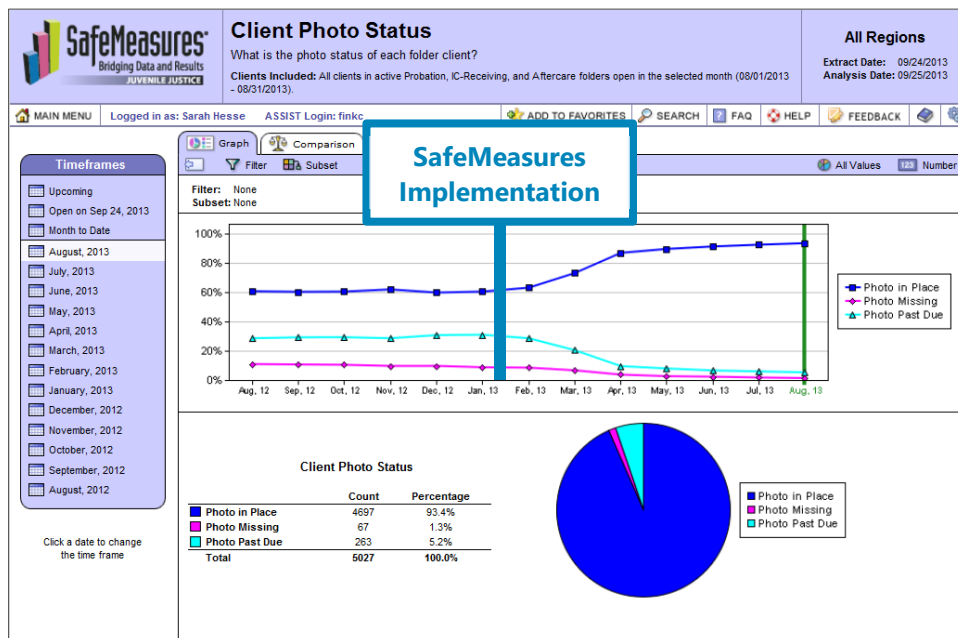 SafeMeasures®
Bridging Data and Results
JUVENILE JUSTICE
Client Photo Status
What is the photo status of each folder client?
Clients Included: All clients in active Probation, IC-Receiving, and Aftercare folders open in the selected month (08/01/2013
- 08/31/2013).
All Regions
Extract Date: 09/24/2013
Analysis Date: 09/25/2013
MAIN MENU Logged in as: Sarah Hesse ASSIST Login: finkc
ADD TO FAVORITES SEARCH FAQ HELP FEEDBACK
Graph Comparison
Filter Subset
All Values 123 Number
Filter: None
Subset: None
SafeMeasures
Implementation
Timeframes
Upcoming
Open on Sep 24, 2013
Month to Date
August, 2013
July, 2013
June, 2013
May, 2013
April, 2013
March, 2013
February, 2013
January, 2013
December, 2012
November, 2012
October, 2012
September, 2012
August, 2012
Click a date to change
the time frame
100%
80%
60%
40%
20%
0%
Aug, 12 Sep, 12 Oct, 12 Nov, 12 Dec, 12 Jan, 13 Feb, 13 Mar, 13 Apr, 13 May, 13 Jun, 13 Jul, 13 Aug, 13
Photo in Place
Photo Missing
Photo Past Due
Client Photo Status
Count Percentage
Photo in Place 4697 93.4%
Photo Missing 67 1.3%
Photo Past Due 263 5.2%
Total 5027 100.0%
Photo in Place
Photo Missing
Photo Past Due